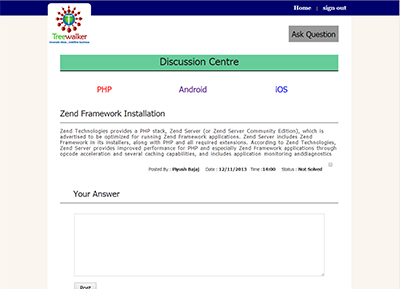 Home | sign out
Treewalker
Ask Question
Discussion Centre
PHP Android iOS
Zend Framework Installation
Zend Technologies provides a PHP stack, Zend Server (or Zend Server Community Edition), which is
advertised to be optimized for running Zend Framework applications. Zend Server includes Zend
Framework in its installers, along with PHP and all required extensions. According to Zend Technologies,
Zend Server provides improved performance for PHP and especially Zend Framework applications through
opcode acceleration and several caching capabilities, and includes application monitoring anddiagnostics
Posted By : Piyush Bajaj Date : 12/11/2013 Time :14:00 Status : Not Solved
Your Answer
Post